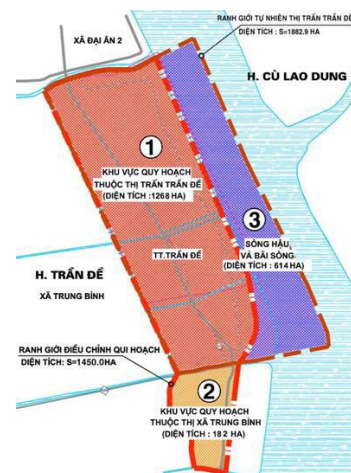 RANH GIỚI TỰ NHIÊN THỊ TRẤN TRẦN ĐỀ
DIỆN TÍCH : S=1882.9 HA
XÃ ĐẠI ÂN 2
H. CÙ LAO DUNG
1
KHU VỰC QUY HOẠCH
THUỘC THỊ TRẤN TRẦN ĐỀ
(DIỆN TÍCH :1268 HA)
3
SÔNG HẬU
VÀ BÃI SÔNG
(DIỆN TÍCH : 614 HA)
TT.TRẦN ĐỀ
H. TRẦN ĐỀ
XÃ TRUNG BÌNH
RANH GIỚI ĐIỀU CHỈNH QUI HOẠCH
DIỆN TÍCH: S=1450.0HA
2
KHU VỰC QUY HOẠCH
THUỘC THỊ XÃ TRUNG BÌNH
(DIỆN TÍCH : 182 HA)